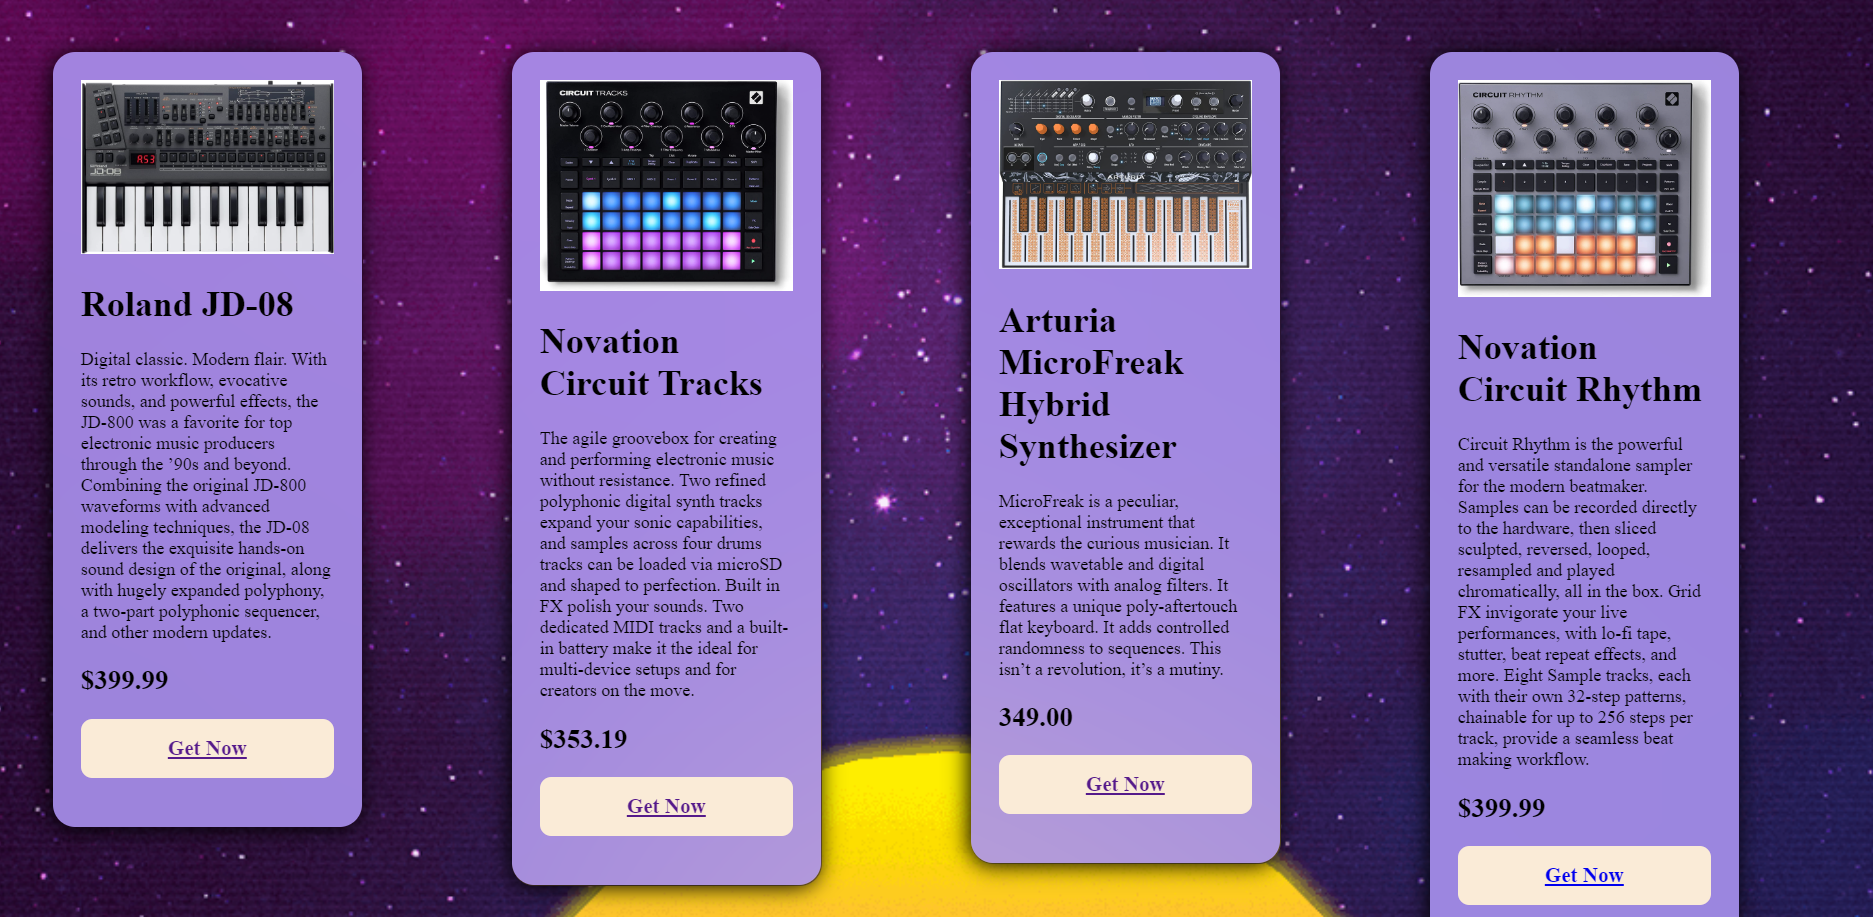 A53
JD-08
Roland JD-08
Digital classic. Modern flair. With
its retro workflow, evocative
sounds, and powerful effects, the
JD-800 was a favorite for top
electronic music producers
through the ’90s and beyond.
Combining the original JD-800
waveforms with advanced
modeling techniques, the JD-08
delivers the exquisite hands-on
sound design of the original, along
with hugely expanded polyphony,
a two-part polyphonic sequencer,
and other modern updates.
$399.99
Get Now
CIRCUIT TRACKS
Novation
Circuit Tracks
The agile groovebox for creating
and performing electronic music
without resistance. Two refined
polyphonic digital synth tracks
expand your sonic capabilities,
and samples across four drums
tracks can be loaded via microSD
and shaped to perfection. Built in
FX polish your sounds. Two
dedicated MIDI tracks and a built-
in battery make it the ideal for
multi-device setups and for
creators on the move.
$353.19
Get Now
ARTURIA
Arturia
MicroFreak
Hybrid
Synthesizer
MicroFreak is a peculiar,
exceptional instrument that
rewards the curious musician. It
blends wavetable and digital
oscillators with analog filters. It
features a unique poly-aftertouch
flat keyboard. It adds controlled
randomness to sequences. This
isn’t a revolution, it’s a mutiny.
349.00
Get Now
CIRCUIT RHYTHM
Novation
Circuit Rhythm
Circuit Rhythm is the powerful
and versatile standalone sampler
for the modern beatmaker.
Samples can be recorded directly
to the hardware, then sliced
sculpted, reversed, looped,
resampled and played
chromatically, all in the box. Grid
FX invigorate your live
performances, with lo-fi tape,
stutter, beat repeat effects, and
more. Eight Sample tracks, each
with their own 32-step patterns,
chainable for up to 256 steps per
track, provide a seamless beat
making workflow.
$399.99
Get Now